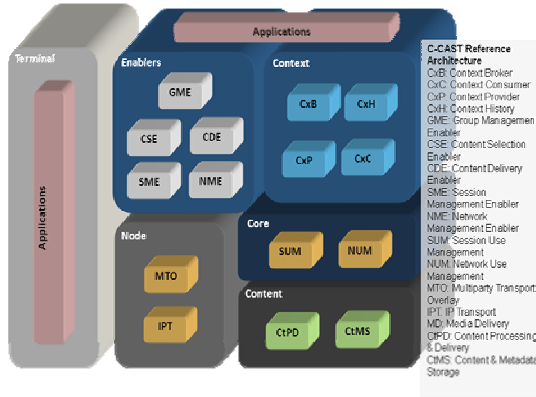 Applications
Terminal
Applications
Enablers
GME
CSE
CDE
SME
NME
Context
CxB
CxH
CxP
CxC
Node
MTO
IPT
Core
SUM
NUM
Content
CtPD
CtMS
C-CAST Reference
Architecture
CxB: Context Broker
CxC: Context Consumer
CxP: Context Provider
CxH: Context History
GME: Group Managemen
Enabler
CSE: Content Selection
Enabler
CDE: Content Delivery
Enabler
SME: Session
Management Enabler
NME: Network
Management Enabler
SUM: Session Use
Management
NUM: Network Use
Management
MTO: Multiparty Transport
Overlay
IPT: IP Transport
MD: Media Delivery
CtPD: Content Processing
& Delivery
CtMS: Content & Metadata
Storage